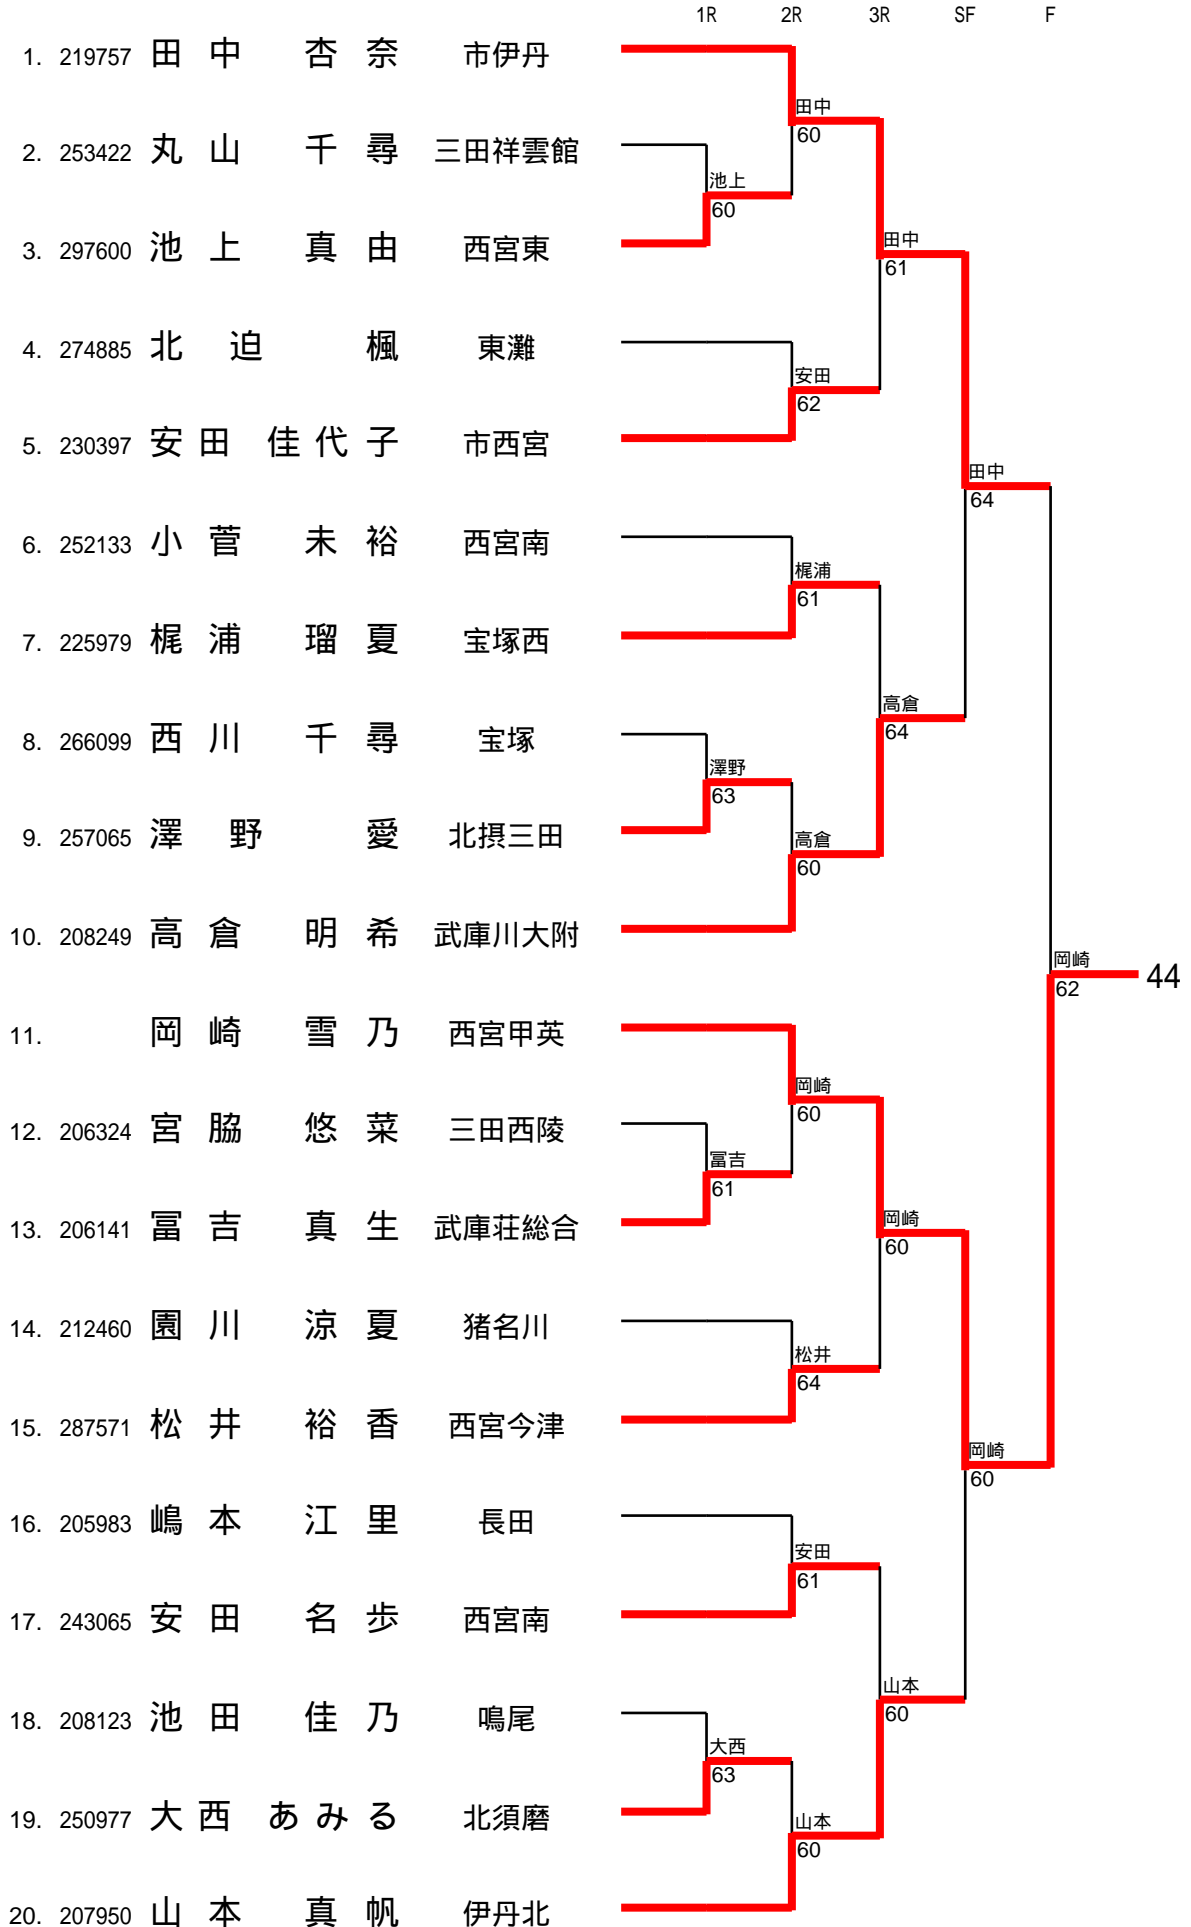 1R 2R 3R SF F
1. 219757 田中 杏奈 市伊丹
田中
60
2. 253422 丸山 千尋 三田祥雲館
池上
60
3. 297600 池上 真由 西宮東
田中
61
4. 274885 北迫 楓 東灘
安田
62
5. 230397 安田 佳代子 市西宮
田中
64
6. 252133 小菅 未裕 西宮南
梶浦
61
7. 225979 梶浦 瑠夏 宝塚西
高倉
64
8. 266099 西川 千尋 宝塚
澤野
63
9. 257065 澤野 愛 北摂三田
高倉
60
10. 208249 高倉 明希 武庫川大附
岡崎 44
62
11. 岡崎 雪乃 西宮甲英
岡崎
60
12. 206324 宮脇 悠菜 三田西陵
冨吉
61
13. 206141 冨吉 真生 武庫荘総合
岡崎
60
14. 212460 園川 涼夏 猪名川
松井
64
15. 287571 松井 裕香 西宮今津
岡崎
60
16. 205983 嶋本 江里 長田
安田
61
17. 243065 安田 名歩 西宮南
山本
60
18. 208123 池田 佳乃 鳴尾
大西
63
19. 250977 大西 あみる 北須磨
山本
60
20. 207950 山本 真帆 伊丹北